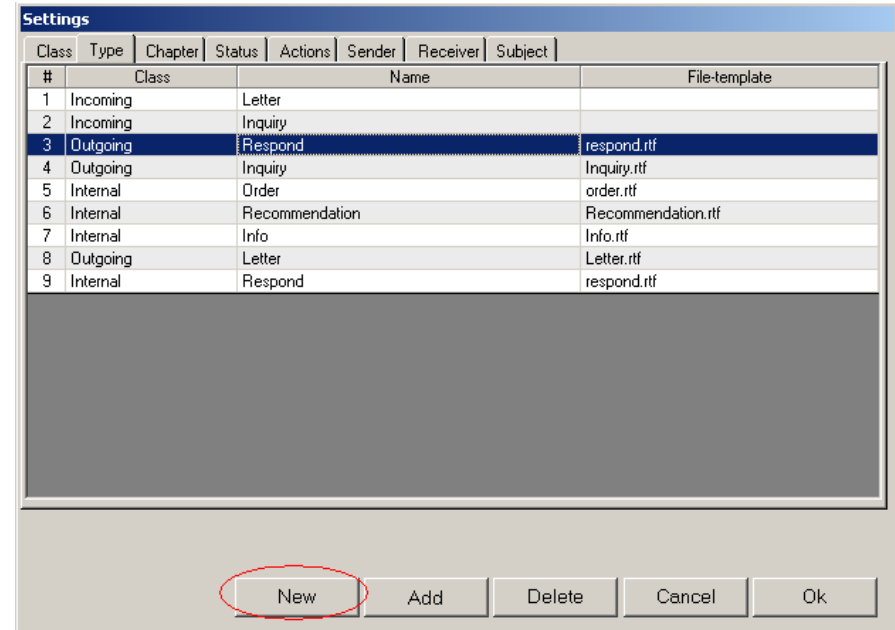 Settings
Class Type Chapter Status Actions Sender Receiver Subject
# Class Name File-template
1 Incoming Letter
2 Incoming Inquiry
3 Outgoing Respond respond.rtf
4 Outgoing Inquiry Inquiry.rtf
5 Internal Order order.rtf
6 Internal Recommendation Recommendation.rtf
7 Internal Info Info.rtf
8 Outgoing Letter Letter.rtf
9 Internal Respond respond.rtf
New Add Delete Cancel Ok